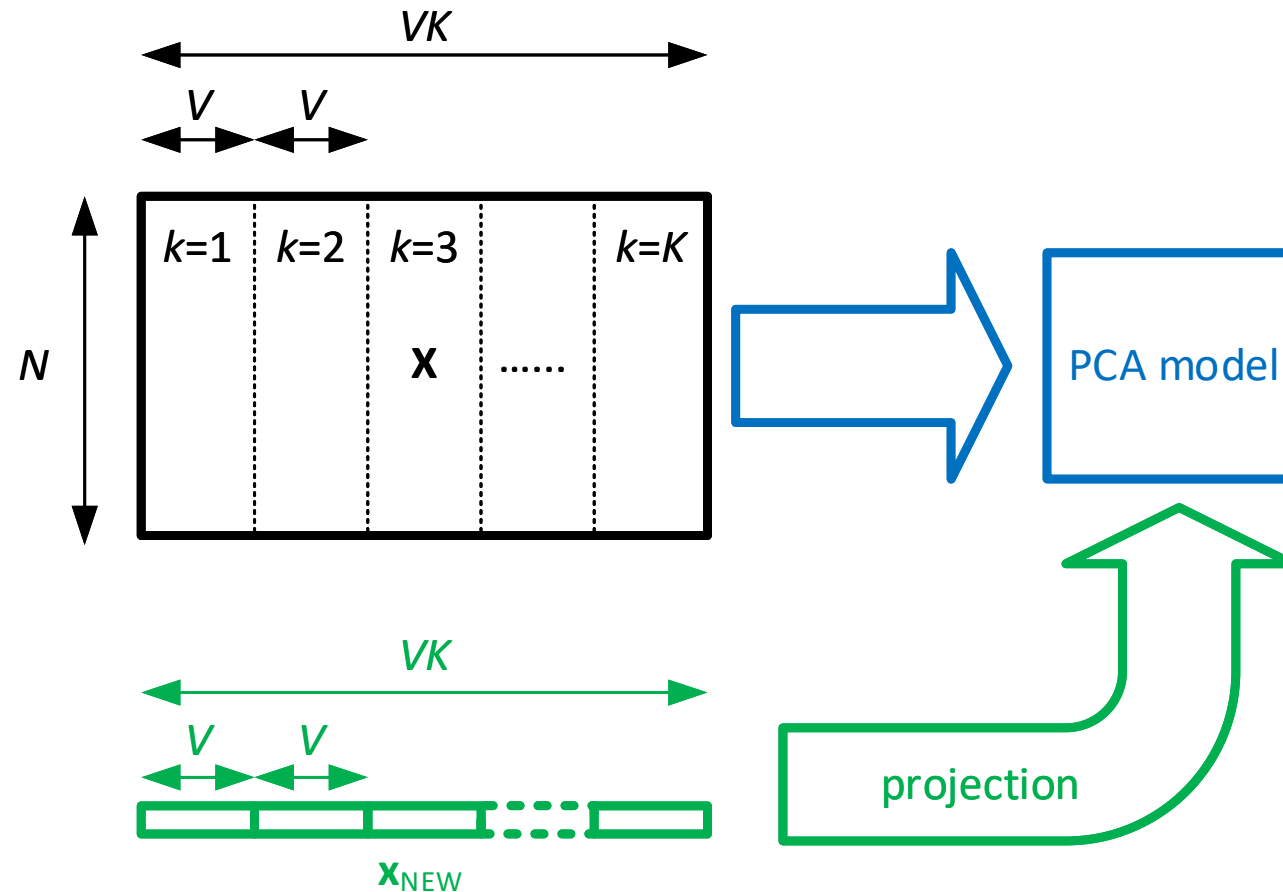 VK
V V
k=1 k=2 k=3 k=K
N X ......
PCA model
VK
V V
projection
xNEW